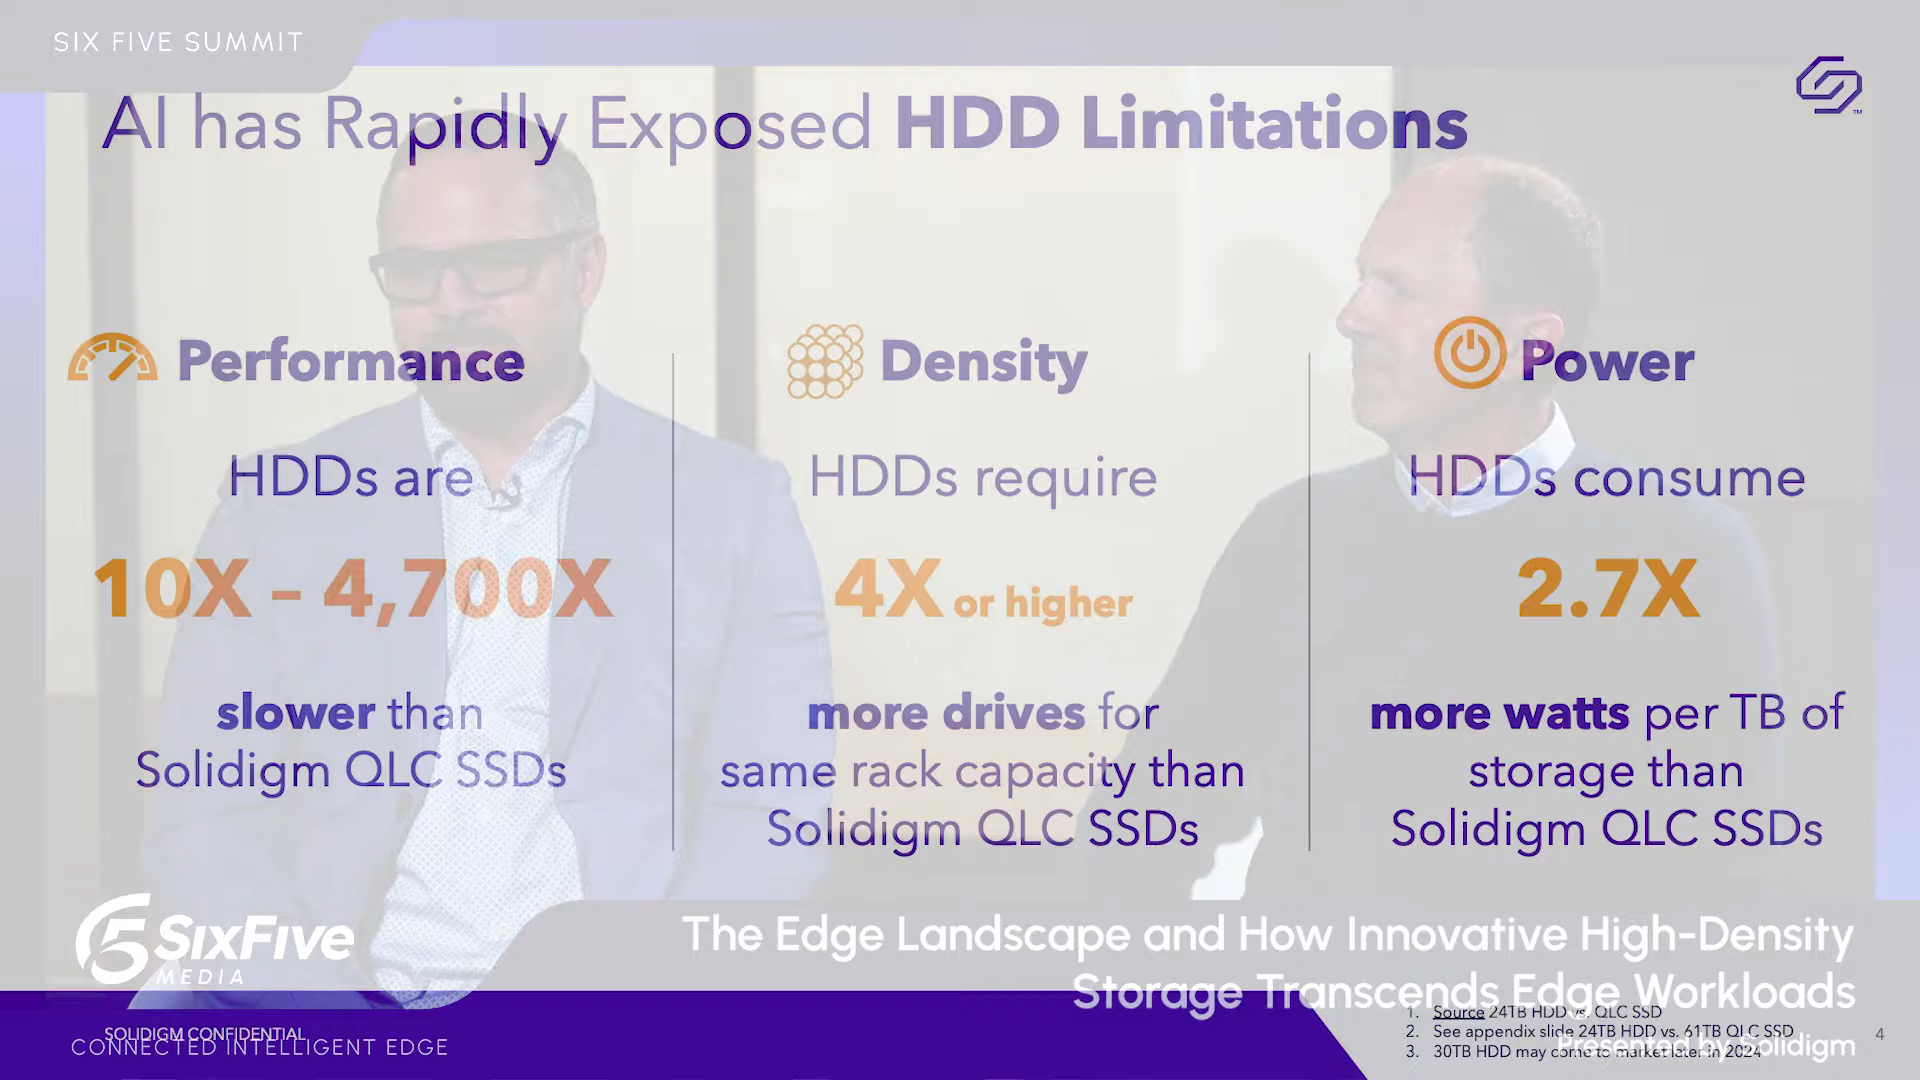 SIX FIVE SUMMIT
AI has Rapidly Exposed HDD Limitations
Performance
HDDs are
10X – 4,700X
slower than
Solidigm QLC SSDs
Density
HDDs require
4X or higher
more drives for
same rack capacity than
Solidigm QLC SSDs
Power
HDDs consume
2.7X
more watts per TB of
storage than
Solidigm QLC SSDs
5 SixFive
MEDIA
The Edge Landscape and How Innovative High-Density
Storage Transcends Edge Workloads
Presented by Solidigm
SOLIDIGM CONFIDENTIAL
CONNECTED INTELLIGENT EDGE
1. Source 24TB HDD vs. QLC SSD
2. See appendix slide 24TB HDD vs. 61TB QLC SSD
3. 30TB HDD may come to market later in 2024
4
TM